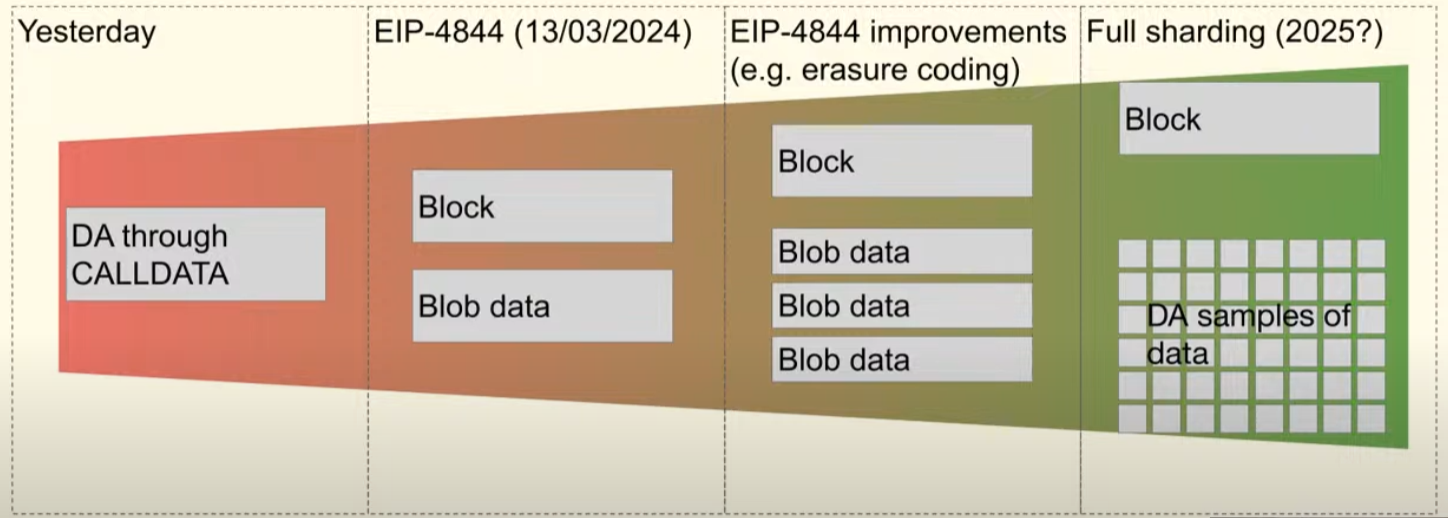 Yesterday
DA through
CALLDATA
EIP-4844 (13/03/2024)
Block
Blob data
EIP-4844 improvements
(e.g. erasure coding)
Block
Blob data
Blob data
Blob data
Full sharding (2025?)
Block
DA samples of
data